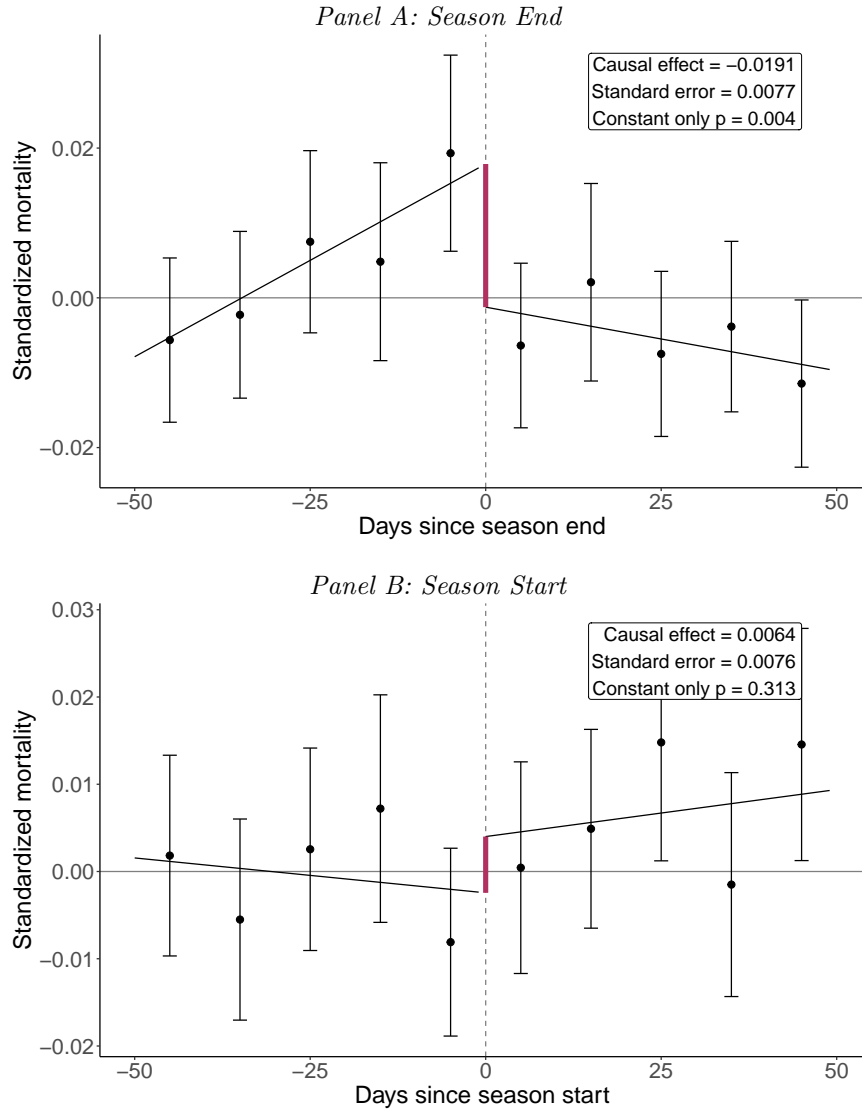 Panel A: Season End
Causal effect = −0.0191
Standard error = 0.0077
Constant only p = 0.004
0.02
0.00
−0.02
Standardized mortality
−50
−25
0
25
50
Days since season end
Panel B: Season Start
0.03
Causal effect = 0.0064
Standard error = 0.0076
Constant only p = 0.313
0.02
0.01
0.00
−0.01
−0.02
Standardized mortality
−50
−25
0
25
50
Days since season start